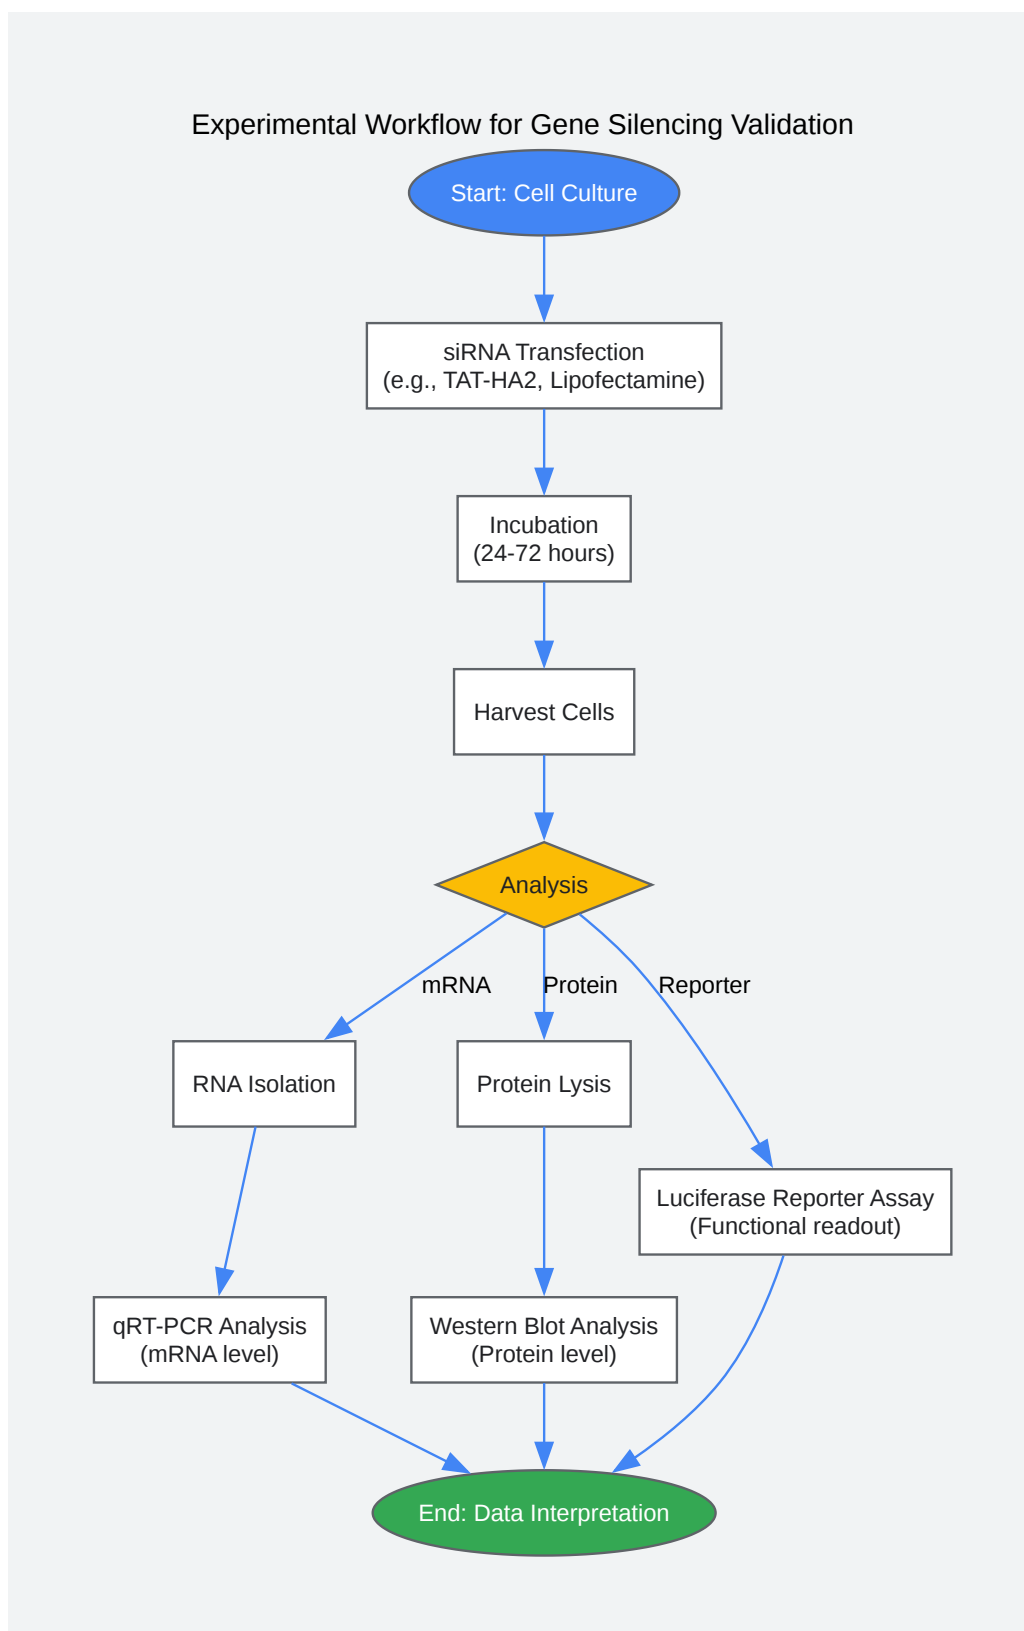 Experimental Workflow for Gene Silencing Validation
Start: Cell Culture
siRNA Transfection
(e.g., TAT-HA2, Lipofectamine)
Incubation
(24-72 hours)
Harvest Cells
Analysis
mRNA
Protein
Reporter
RNA Isolation
Protein Lysis
Luciferase Reporter Assay
(Functional readout)
qRT-PCR Analysis
(mRNA level)
Western Blot Analysis
(Protein level)
End: Data Interpretation